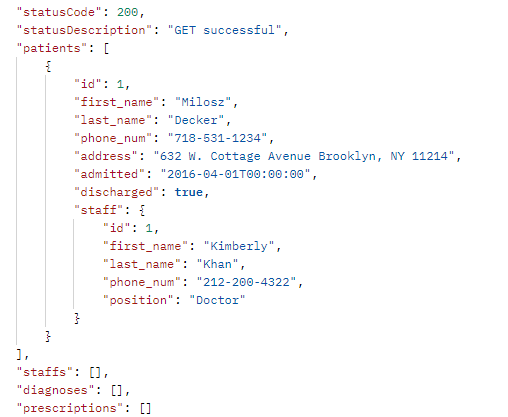 "statusCode": 200,
"statusDescription": "GET successful",
"patients": [
{
"id": 1,
"first_name": "Milosz",
"last_name": "Decker",
"phone_num": "718-531-1234",
"address": "632 W. Cottage Avenue Brooklyn, NY 11214",
"admitted": "2016-04-01T00:00:00",
"discharged": true,
"staff": {
"id": 1,
"first_name": "Kimberly",
"last_name": "Khan",
"phone_num": "212-200-4322",
"position": "Doctor"
}
}
],
"staffs": [],
"diagnoses": [],
"prescriptions": []